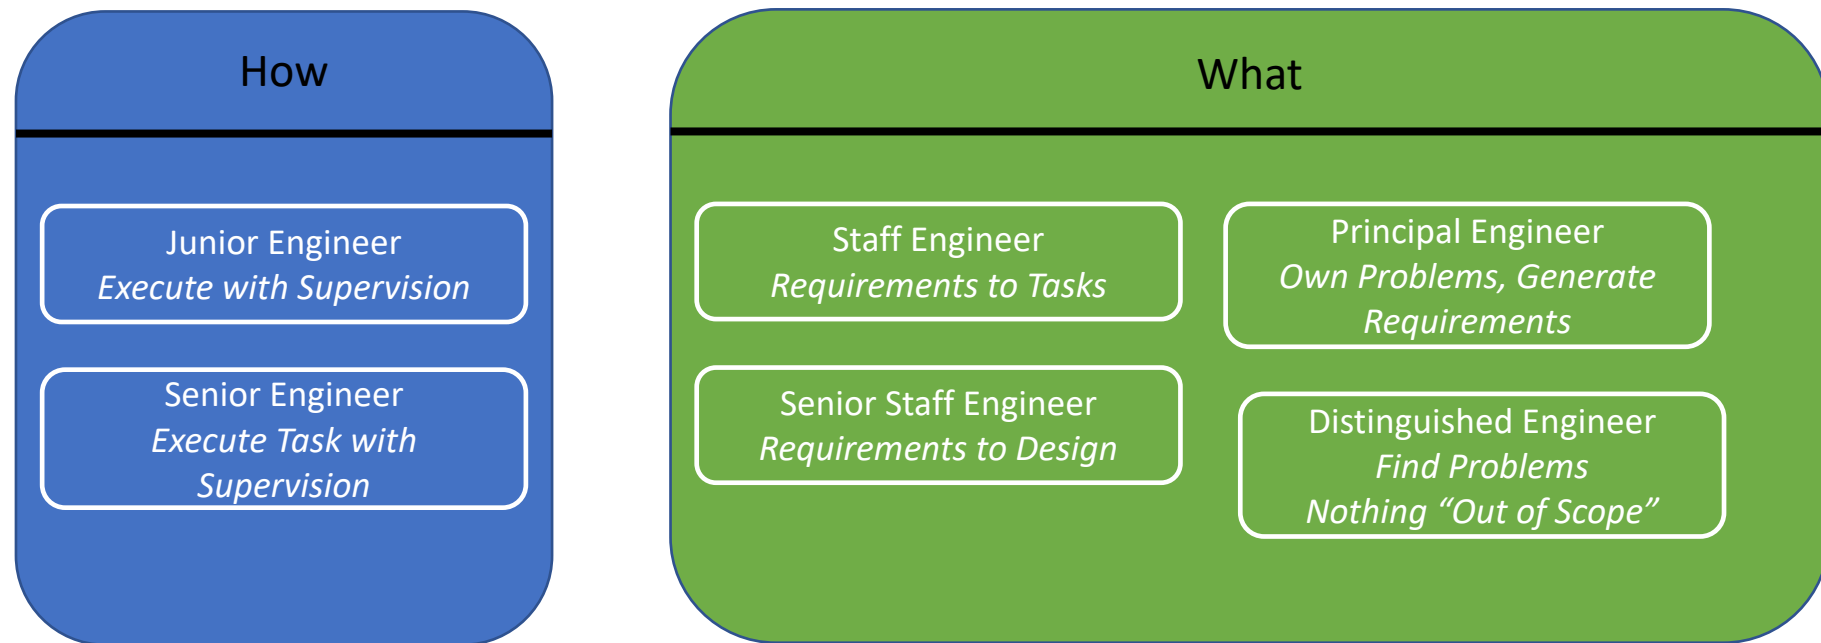 How
Junior Engineer
Execute with Supervision
Senior Engineer
Execute Task with
Supervision
What
Staff Engineer
Requirements to Tasks
Senior Staff Engineer
Requirements to Design
Principal Engineer
Own Problems, Generate
Requirements
Distinguished Engineer
Find Problems
Nothing “Out of Scope”